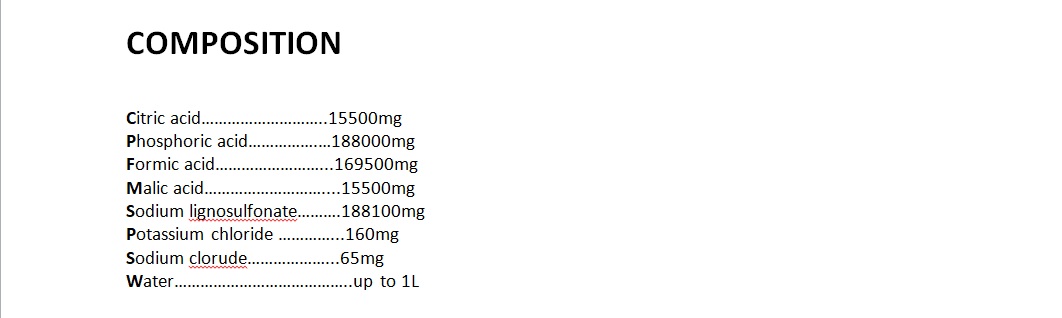 COMPOSITION
Citric acid………………………..15500mg
Phosphoric acid…………….…...188000mg
Formic acid……………………...169500mg
Malic acid…………………………....15500mg
Sodium lignosulfonate……….188100mg
Potassium chloride …………...160mg
Sodium clorude…………………..65mg
Water…………………………………..up to 1L